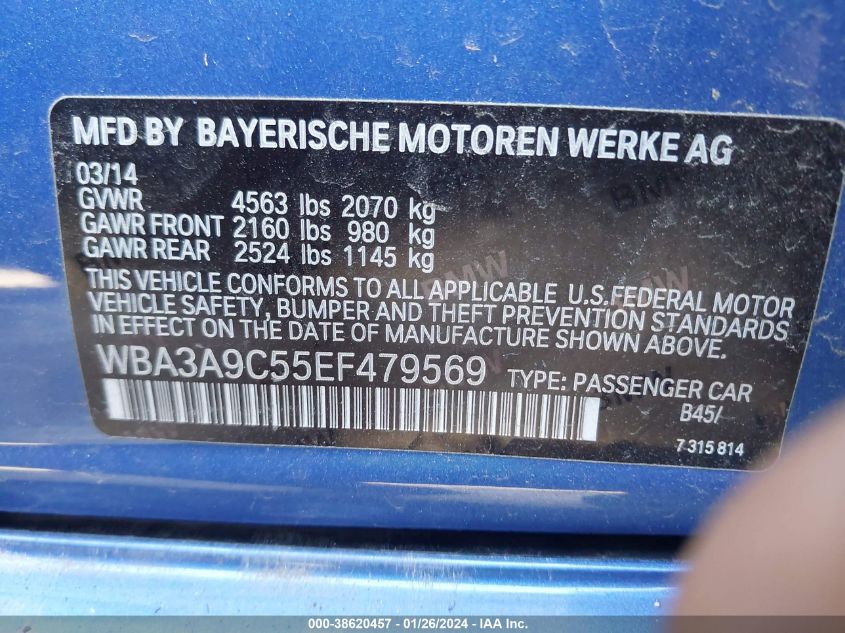 MFD BY BAYERISCHE MOTOREN WERKE AG
03/14
GVWR 4563 lbs 2070 kg
GAWR FRONT 2160 lbs 980 kg
GAWR REAR 2524 lbs 1145 kg
THIS VEHICLE CONFORMS TO ALL APPLICABLE U.S.FEDERAL MOTOR
VEHICLE SAFETY, BUMPER AND THEFT PREVENTION STANDARDS
IN EFFECT ON THE DATE OF MANUFACTURE SHOWN ABOVE.
WBA3A9C55EF479569 TYPE: PASSENGER CAR
B45/
7 315 814
000-38620457 - 01/26/2024 - IAA Inc.